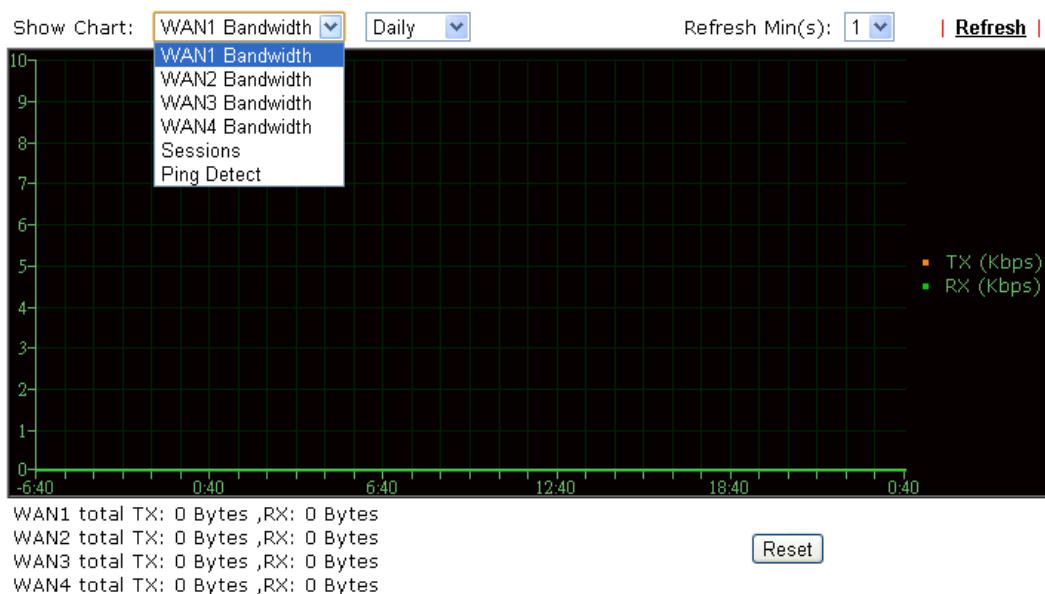 Show Chart: WAN1 Bandwidth Daily Refresh Min(s): 1 | Refresh |
WAN1 Bandwidth
WAN2 Bandwidth
WAN3 Bandwidth
WAN4 Bandwidth
Sessions
Ping Detect
10
9
8
7
6
5
4
3
2
1
0
TX (Kbps)
RX (Kbps)
-6:40 0:40 6:40 12:40 18:40 0:40
WAN1 total TX: 0 Bytes ,RX: 0 Bytes
WAN2 total TX: 0 Bytes ,RX: 0 Bytes
WAN3 total TX: 0 Bytes ,RX: 0 Bytes
WAN4 total TX: 0 Bytes ,RX: 0 Bytes
Reset